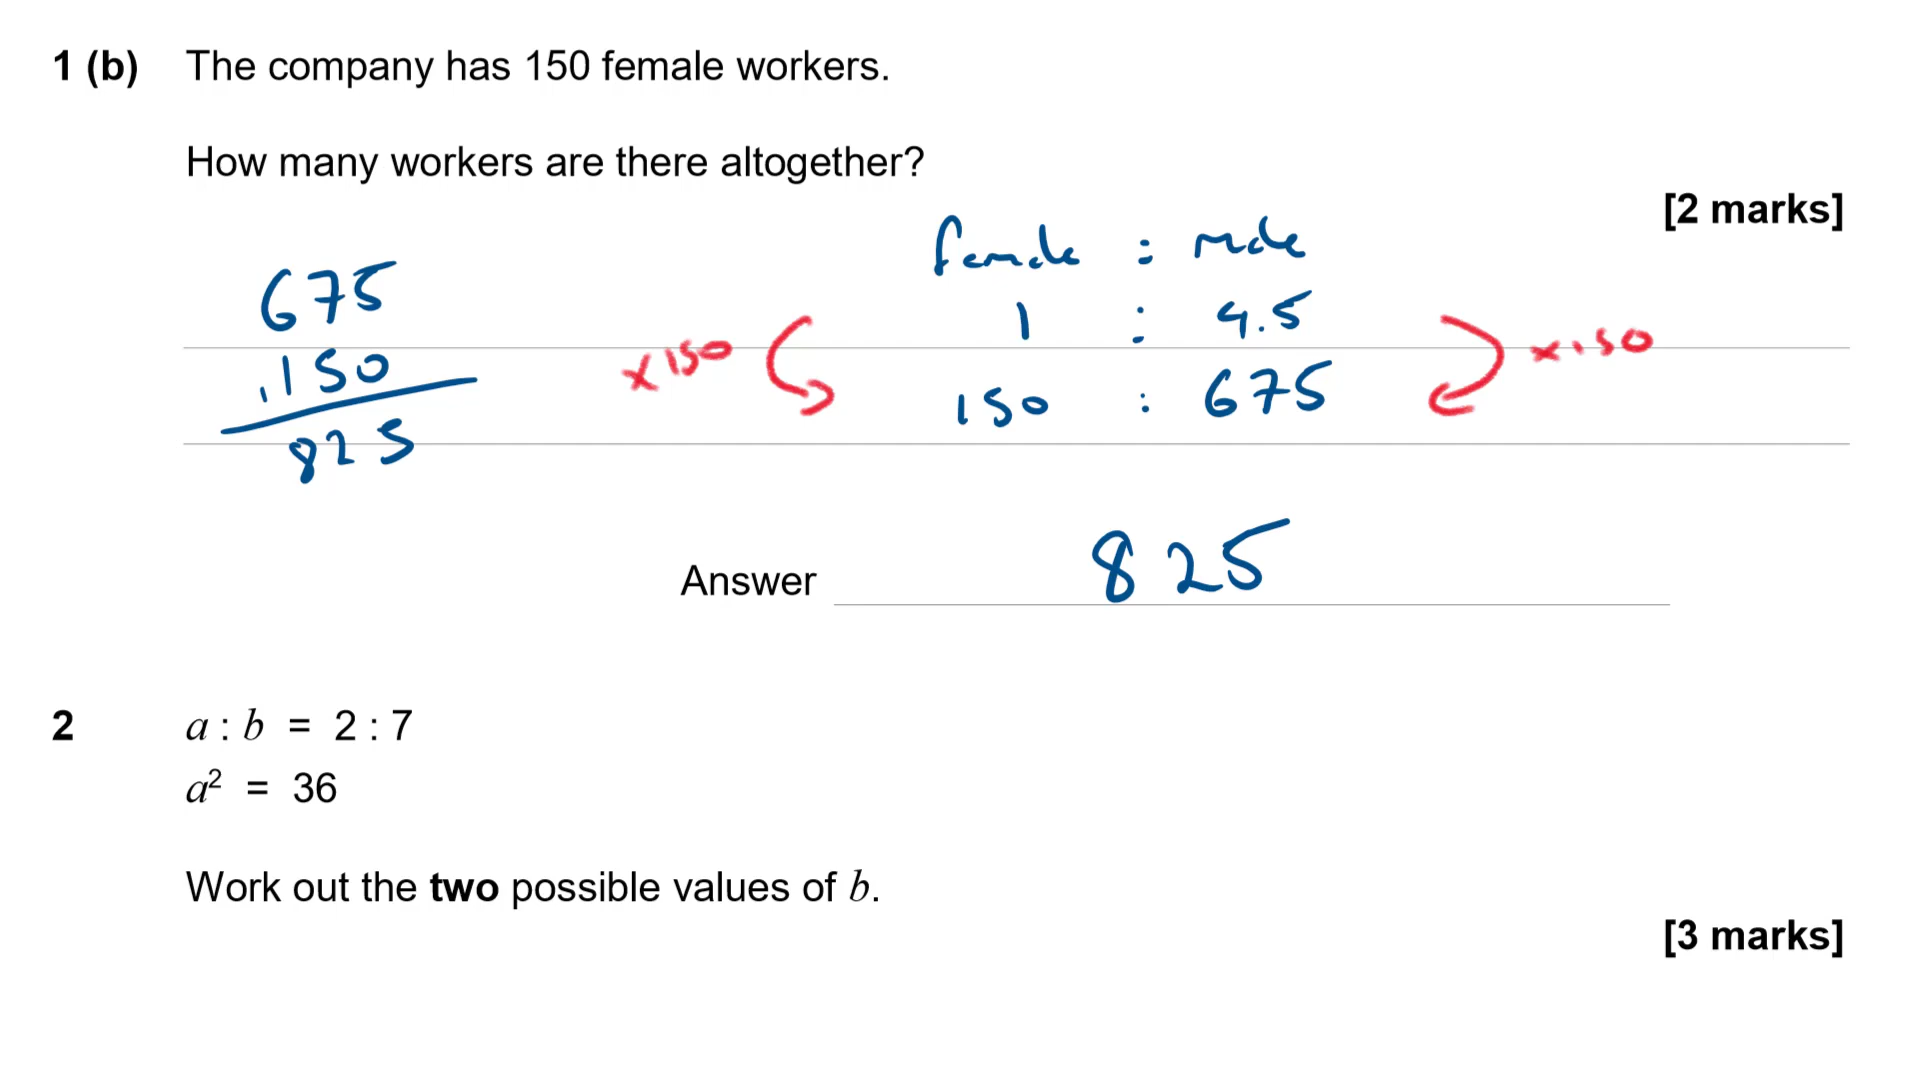 1 (b) The company has 150 female workers.
How many workers are there altogether?
[2 marks]
female : male
675
1 : 4.5
×150
×150
150
150 : 675
825
Answer 825
2 a : b = 2 : 7
a² = 36
Work out the two possible values of b.
[3 marks]